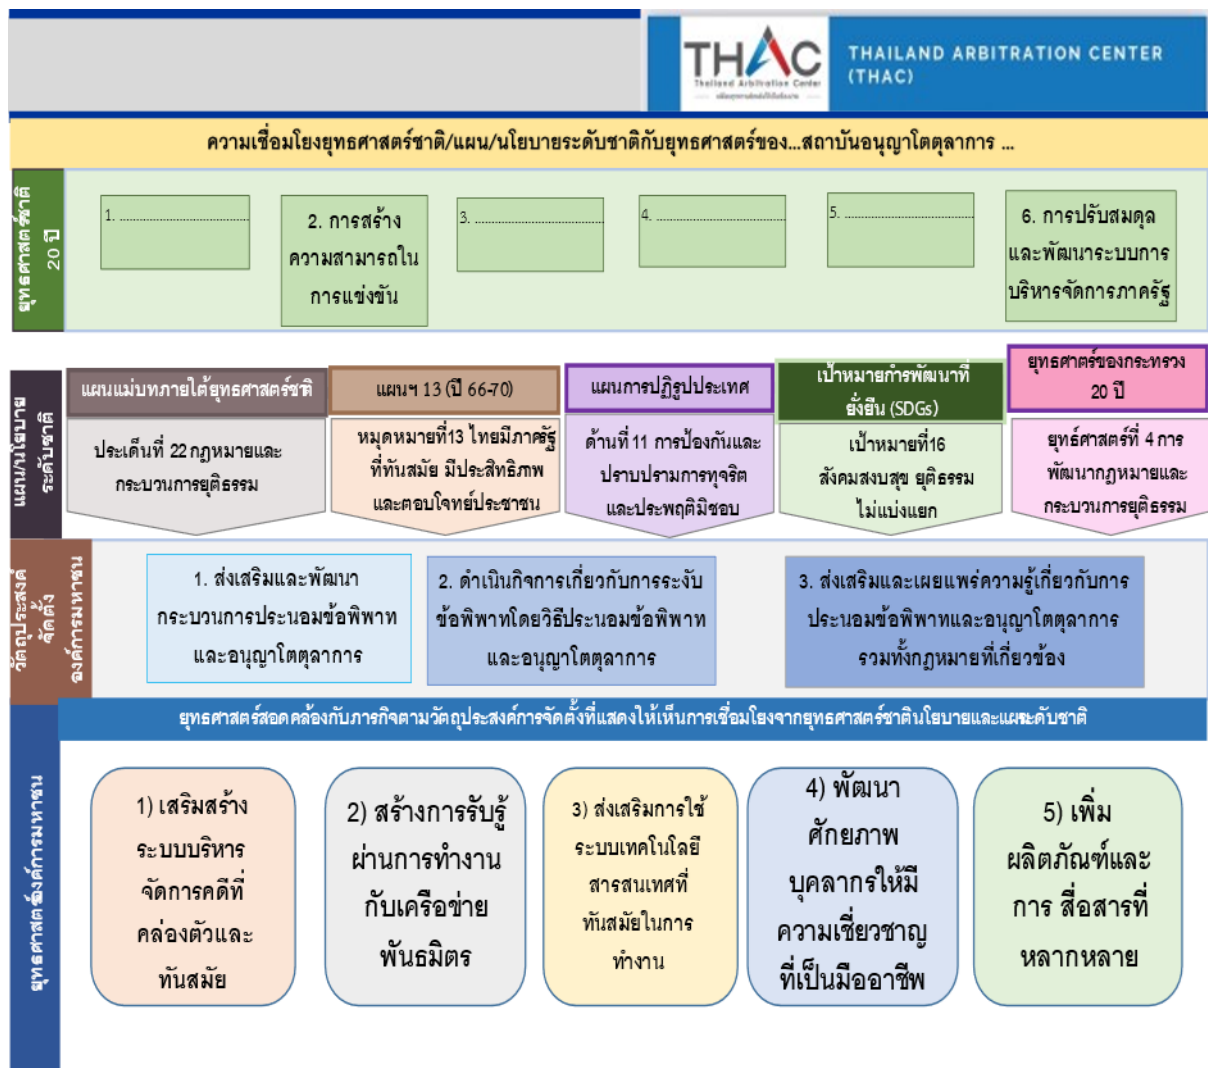 THAC
Thailand Arbitration Center
THAILAND ARBITRATION CENTER
(THAC)
ความเชื่อมโยงยุทธศาสตร์ชาติ/แผน/นโยบายระดับชาติกับยุทธศาสตร์ของ...สถาบันอนุญาโตตุลาการ ...
ยุทธศาสตร์ชาติ
20 ปี
1. ....................................
2. การสร้าง
ความสามารถใน
การแข่งขัน
3. ....................................
4. ....................................
5. ....................................
6. การปรับสมดุล
และพัฒนาระบบการ
บริหารจัดการภาครัฐ
แผน/นโยบาย
ระดับชาติ
แผนแม่บทภายใต้ยุทธศาสตร์ชาติ
ประเด็นที่ 22 กฎหมายและ
กระบวนการยุติธรรม
แผนฯ 13 (ปี 66-70)
หมุดหมายที่13 ไทยมีภาครัฐ
ที่ทันสมัย มีประสิทธิภาพ
และตอบโจทย์ประชาชน
แผนการปฏิรูปประเทศ
ด้านที่ 11 การป้องกันและ
ปราบปรามการทุจริต
และประพฤติมิชอบ
เป้าหมายการพัฒนาที่
ยั่งยืน (SDGs)
เป้าหมายที่16
สังคมสงบสุข ยุติธรรม
ไม่แบ่งแยก
ยุทธศาตร์ของกระทรวง
20 ปี
ยุทธ์ศาสตร์ที่ 4 การ
พัฒนากฎหมายและ
กระบวนการยุติธรรม
วัตถุประสงค์
จัดตั้ง
องค์การมหาชน
1. ส่งเสริมและพัฒนา
กระบวนการประนอมข้อพิพาท
และอนุญาโตตุลาการ
2. ดำเนินกิจการเกี่ยวกับการระงับ
ข้อพิพาทโดยวิธีประนอมข้อพิพาท
และอนุญาโตตุลาการ
3. ส่งเสริมและเผยแพร่ความรู้เกี่ยวกับการ
ประนอมข้อพิพาทและอนุญาโตตุลาการ
รวมทั้งกฎหมายที่เกี่ยวข้อง
ยุทธศาสตร์องค์การมหาชน
ยุทธศาสตร์สอดคล้องกับภารกิจตามวัตถุประสงค์การจัดตั้งที่แสดงให้เห็นการเชื่อมโยงจากยุทธศาสตร์ชาตินโยบายและแผนระดับชาติ
1) เสริมสร้าง
ระบบบริหาร
จัดการคดีที่
คล่องตัวและ
ทันสมัย
2) สร้างการรับรู้
ผ่านการทำงาน
กับเครือข่าย
พันธมิตร
3) ส่งเสริมการใช้
ระบบเทคโนโลยี
สารสนเทศที่
ทันสมัยในการ
ทำงาน
4) พัฒนา
ศักยภาพ
บุคลากรให้มี
ความเชี่ยวชาญ
ที่เป็นมืออาชีพ
5) เพิ่ม
ผลิตภัณฑ์และ
การ สื่อสารที่
หลากหลาย